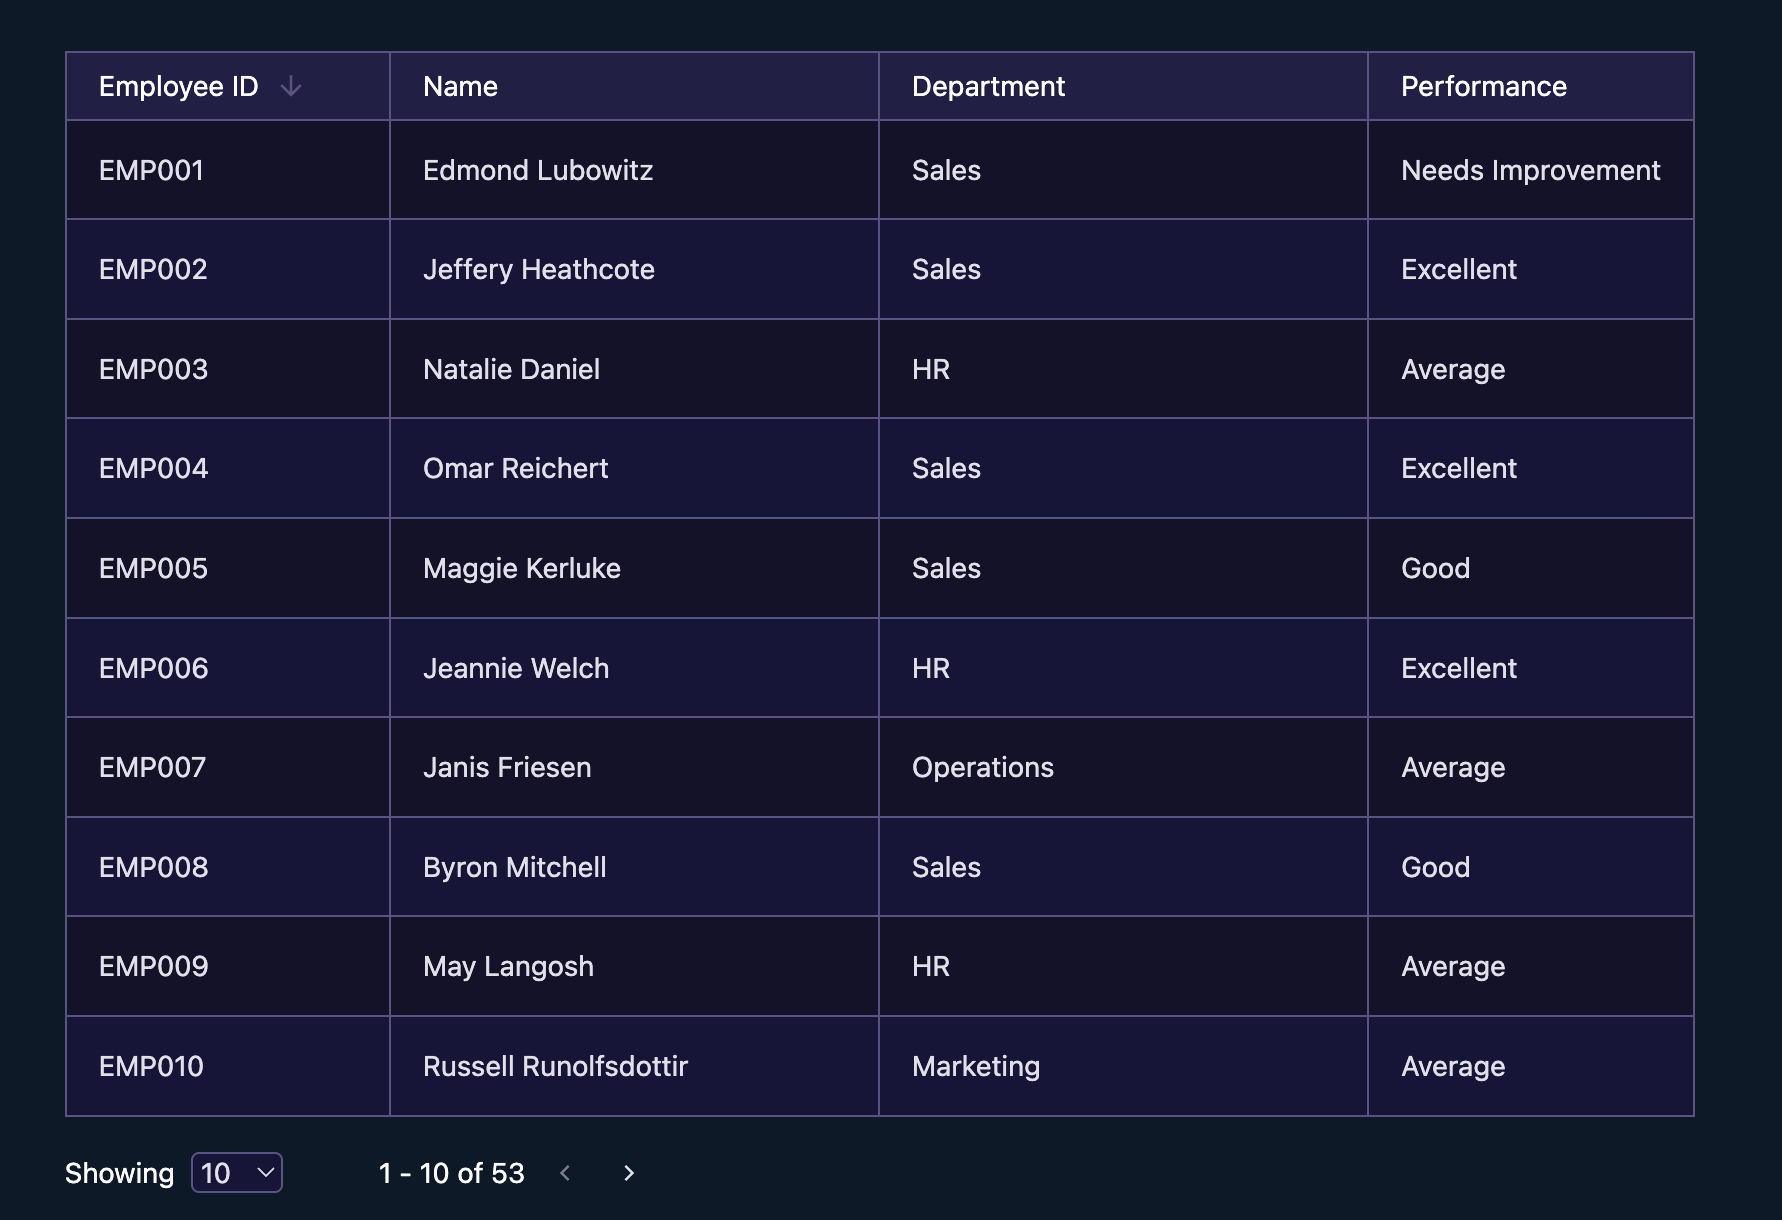 Employee ID Name Department Performance
EMP001 Edmond Lubowitz Sales Needs Improvement
EMP002 Jeffery Heathcote Sales Excellent
EMP003 Natalie Daniel HR Average
EMP004 Omar Reichert Sales Excellent
EMP005 Maggie Kerluke Sales Good
EMP006 Jeannie Welch HR Excellent
EMP007 Janis Friesen Operations Average
EMP008 Byron Mitchell Sales Good
EMP009 May Langosh HR Average
EMP010 Russell Runolfsdottir Marketing Average
Showing 10 1 - 10 of 53